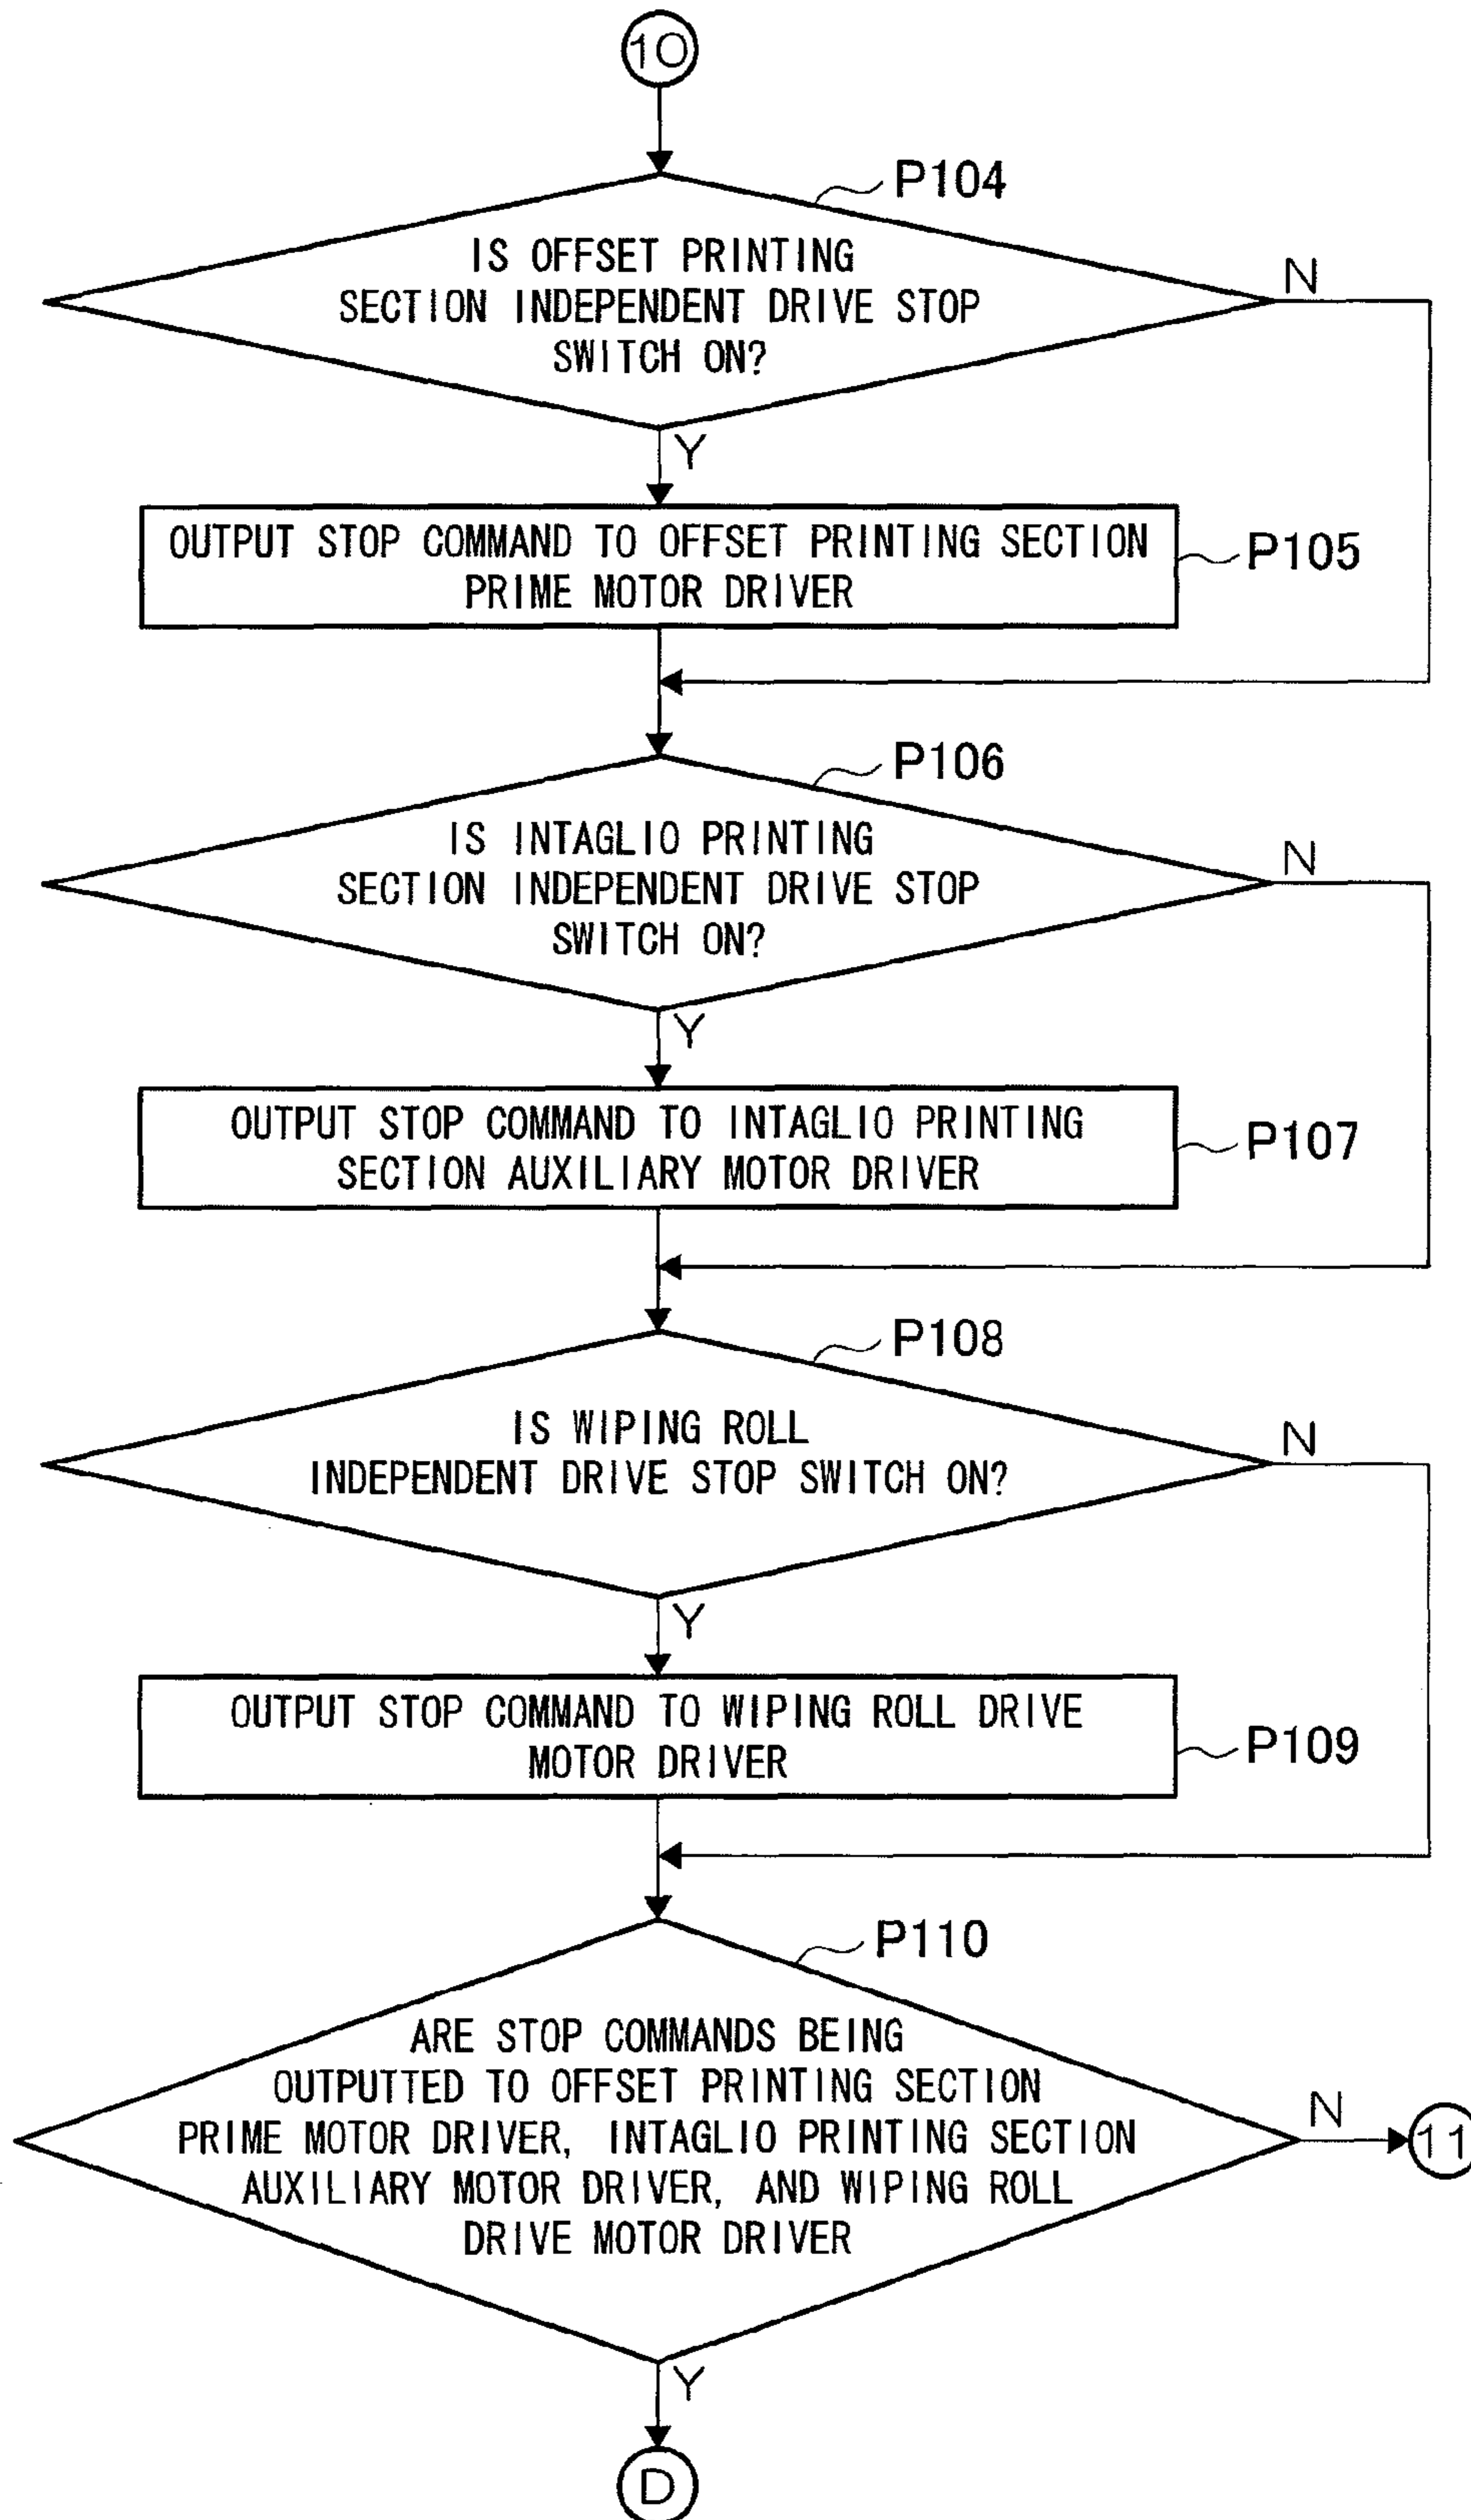 10
P104
IS OFFSET PRINTING
SECTION INDEPENDENT DRIVE STOP
SWITCH ON?
N
Y
OUTPUT STOP COMMAND TO OFFSET PRINTING SECTION
PRIME MOTOR DRIVER
P105
P106
IS INTAGLIO PRINTING
SECTION INDEPENDENT DRIVE STOP
SWITCH ON?
N
Y
OUTPUT STOP COMMAND TO INTAGLIO PRINTING
SECTION AUXILIARY MOTOR DRIVER
P107
P108
IS WIPING ROLL
INDEPENDENT DRIVE STOP SWITCH ON?
N
Y
OUTPUT STOP COMMAND TO WIPING ROLL DRIVE
MOTOR DRIVER
P109
P110
ARE STOP COMMANDS BEING
OUTPUTTED TO OFFSET PRINTING SECTION
PRIME MOTOR DRIVER, INTAGLIO PRINTING SECTION
AUXILIARY MOTOR DRIVER, AND WIPING ROLL
DRIVE MOTOR DRIVER
N
11
Y
D